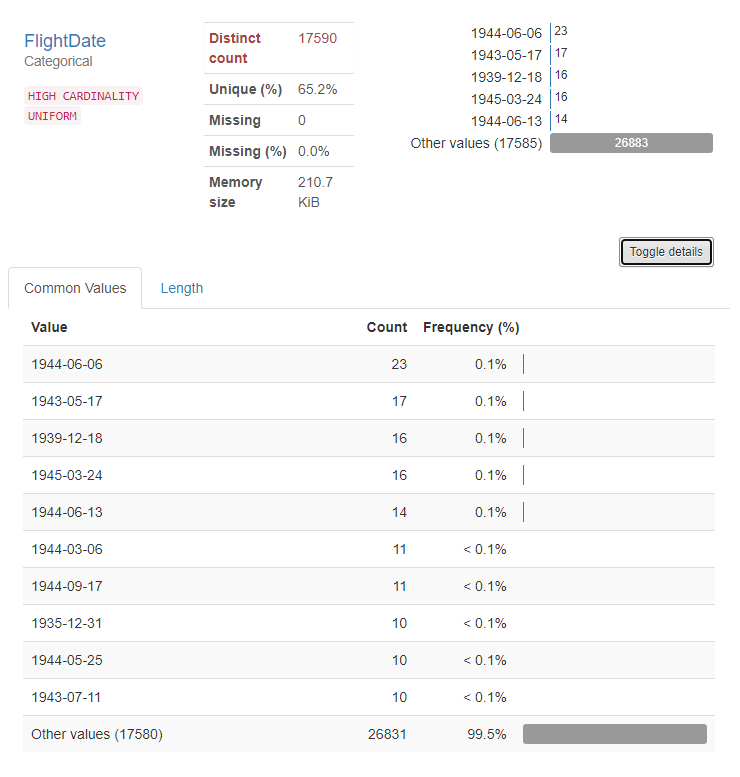 FlightDate
Categorical
HIGH CARDINALITY
UNIFORM
Distinct count 17590
Unique (%) 65.2%
Missing 0
Missing (%) 0.0%
Memory size 210.7 KiB
1944-06-06 23
1943-05-17 17
1939-12-18 16
1945-03-24 16
1944-06-13 14
Other values (17585) 26883
Toggle details
Common Values Length
Value Count Frequency (%)
1944-06-06 23 0.1%
1943-05-17 17 0.1%
1939-12-18 16 0.1%
1945-03-24 16 0.1%
1944-06-13 14 0.1%
1944-03-06 11 < 0.1%
1944-09-17 11 < 0.1%
1935-12-31 10 < 0.1%
1944-05-25 10 < 0.1%
1943-07-11 10 < 0.1%
Other values (17580) 26831 99.5%